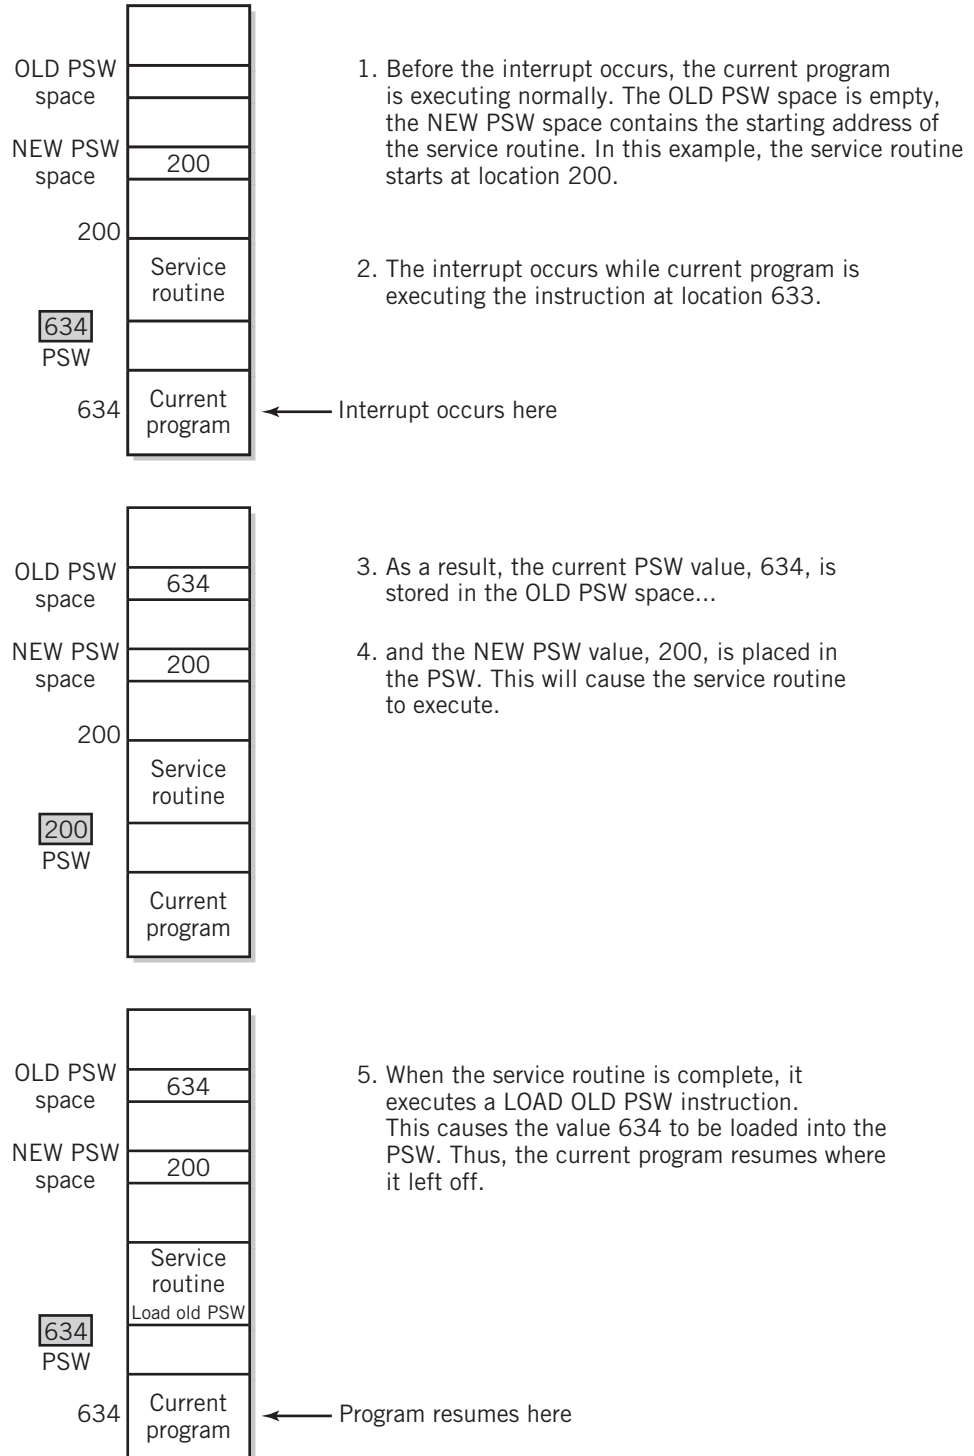 OLD PSW
space
NEW PSW
space
200
200
Service
routine
634
PSW
634
Current
program
1. Before the interrupt occurs, the current program
is executing normally. The OLD PSW space is empty,
the NEW PSW space contains the starting address of
the service routine. In this example, the service routine
starts at location 200.
2. The interrupt occurs while current program is
executing the instruction at location 633.
Interrupt occurs here
OLD PSW
space
634
NEW PSW
space
200
200
Service
routine
200
PSW
Current
program
3. As a result, the current PSW value, 634, is
stored in the OLD PSW space...
4. and the NEW PSW value, 200, is placed in
the PSW. This will cause the service routine
to execute.
OLD PSW
space
634
NEW PSW
space
200
Service
routine
Load old PSW
634
PSW
634
Current
program
5. When the service routine is complete, it
executes a LOAD OLD PSW instruction.
This causes the value 634 to be loaded into the
PSW. Thus, the current program resumes where
it left off.
Program resumes here